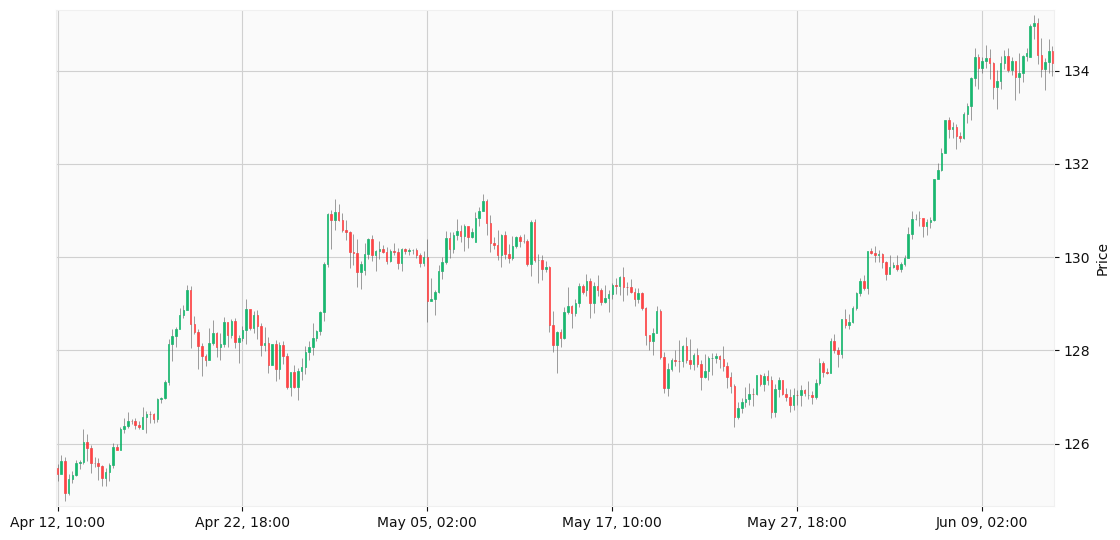 134
132
130
128
126
Price
Apr 12, 10:00
Apr 22, 18:00
May 05, 02:00
May 17, 10:00
May 27, 18:00
Jun 09, 02:00